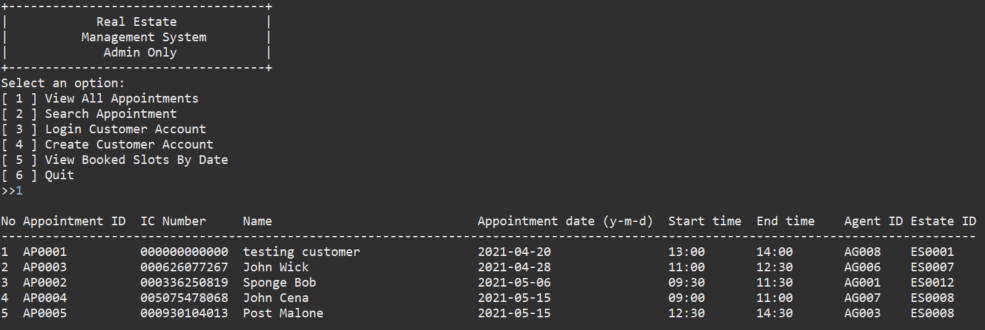 +-----------------------------------+
| Real Estate |
| Management System |
| Admin Only |
+-----------------------------------+
Select an option:
[ 1 ] View All Appointments
[ 2 ] Search Appointment
[ 3 ] Login Customer Account
[ 4 ] Create Customer Account
[ 5 ] View Booked Slots By Date
[ 6 ] Quit
>>1
No Appointment ID IC Number Name Appointment date (y-m-d) Start time End time Agent ID Estate ID
-------------------------------------------------------------------------------------------------------------------------------------
1 AP0001 000000000000 testing customer 2021-04-20 13:00 14:00 AG008 ES0001
2 AP0003 000626077267 John Wick 2021-04-28 11:00 12:30 AG006 ES0007
3 AP0002 000336250819 Sponge Bob 2021-05-06 09:30 11:30 AG001 ES0012
4 AP0004 005075478068 John Cena 2021-05-15 09:00 11:00 AG007 ES0008
5 AP0005 000930104013 Post Malone 2021-05-15 12:30 14:30 AG003 ES0008